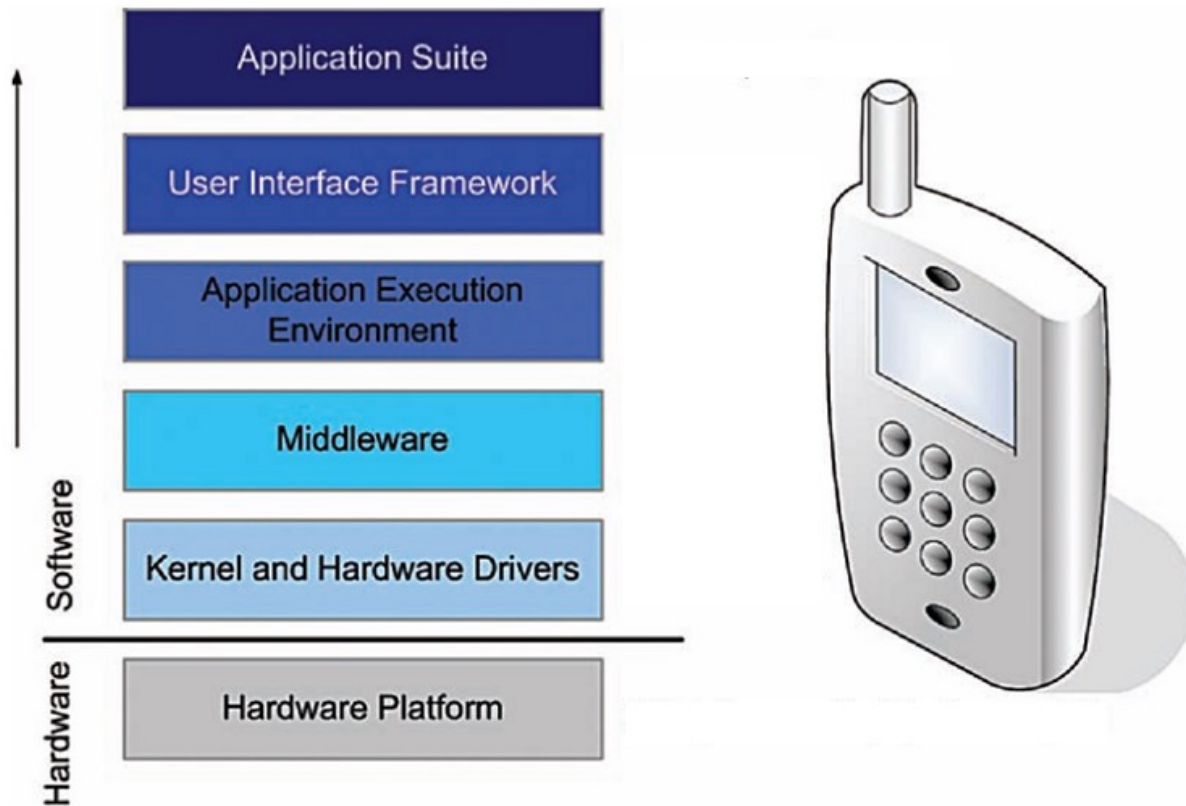 Application Suite
User Interface Framework
Application Execution
Environment
Middleware
Kernel and Hardware Drivers
Hardware Platform
Software
Hardware